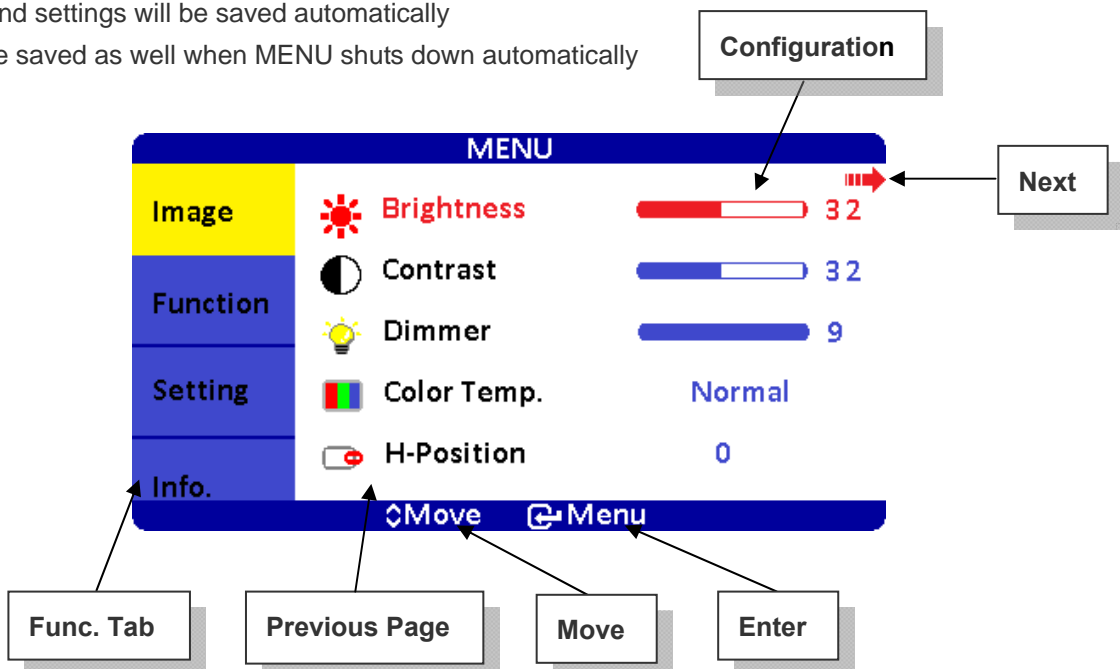 nd settings will be saved automatically
e saved as well when MENU shuts down automatically
Configuration
MENU
Next
Image
Brightness 32
Contrast 32
Function
Dimmer 9
Setting
Color Temp. Normal
H-Position 0
Info.
Move Menu
Func. Tab
Previous Page
Move
Enter